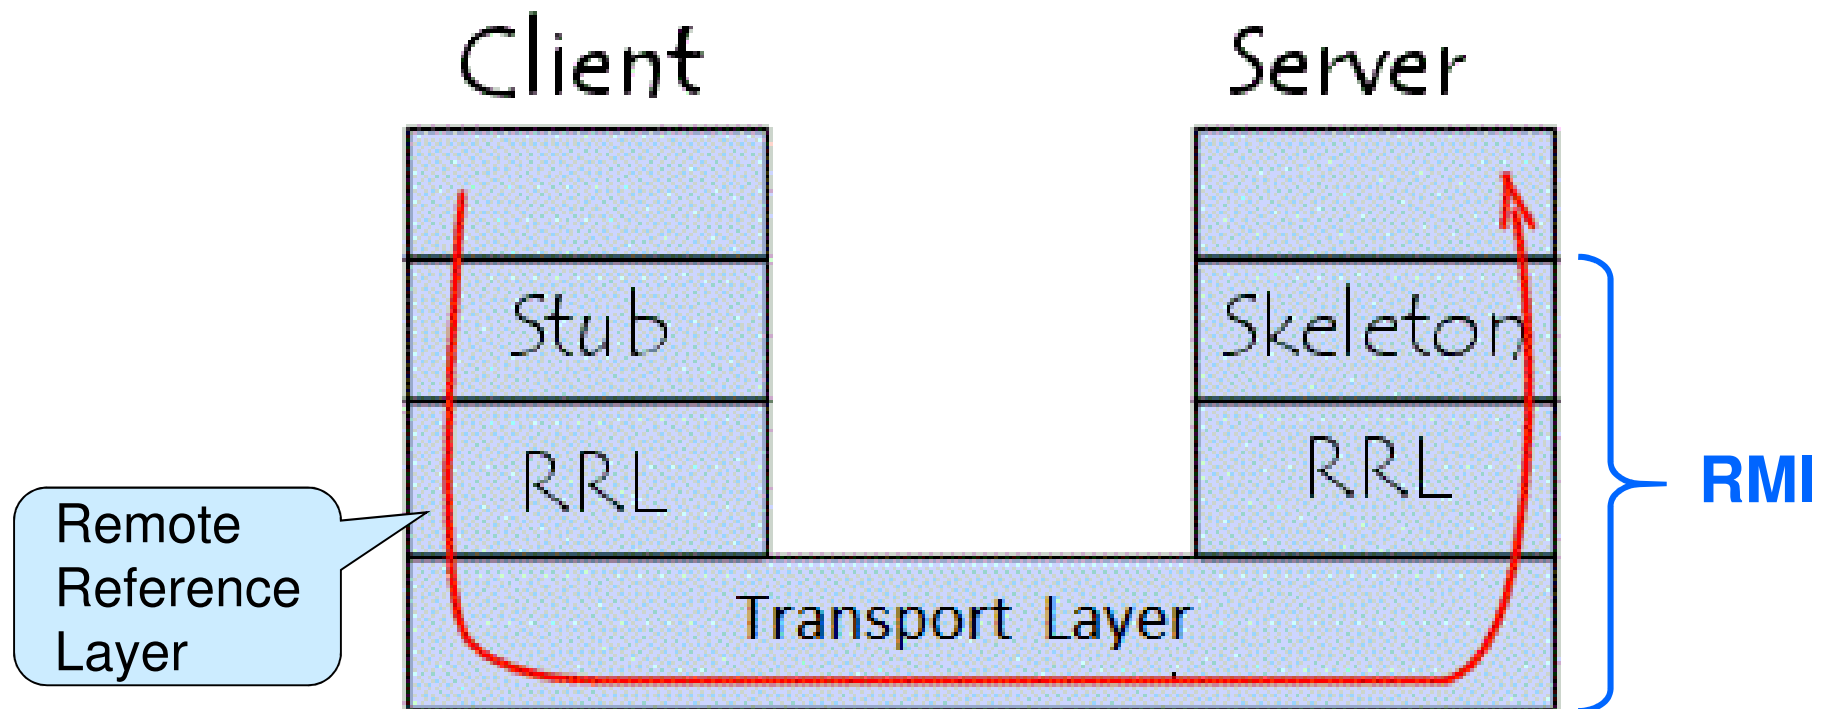 Client
Server
Stub
Skeleton
RRL
RRL
RMI
Remote
Reference
Layer
Transport Layer